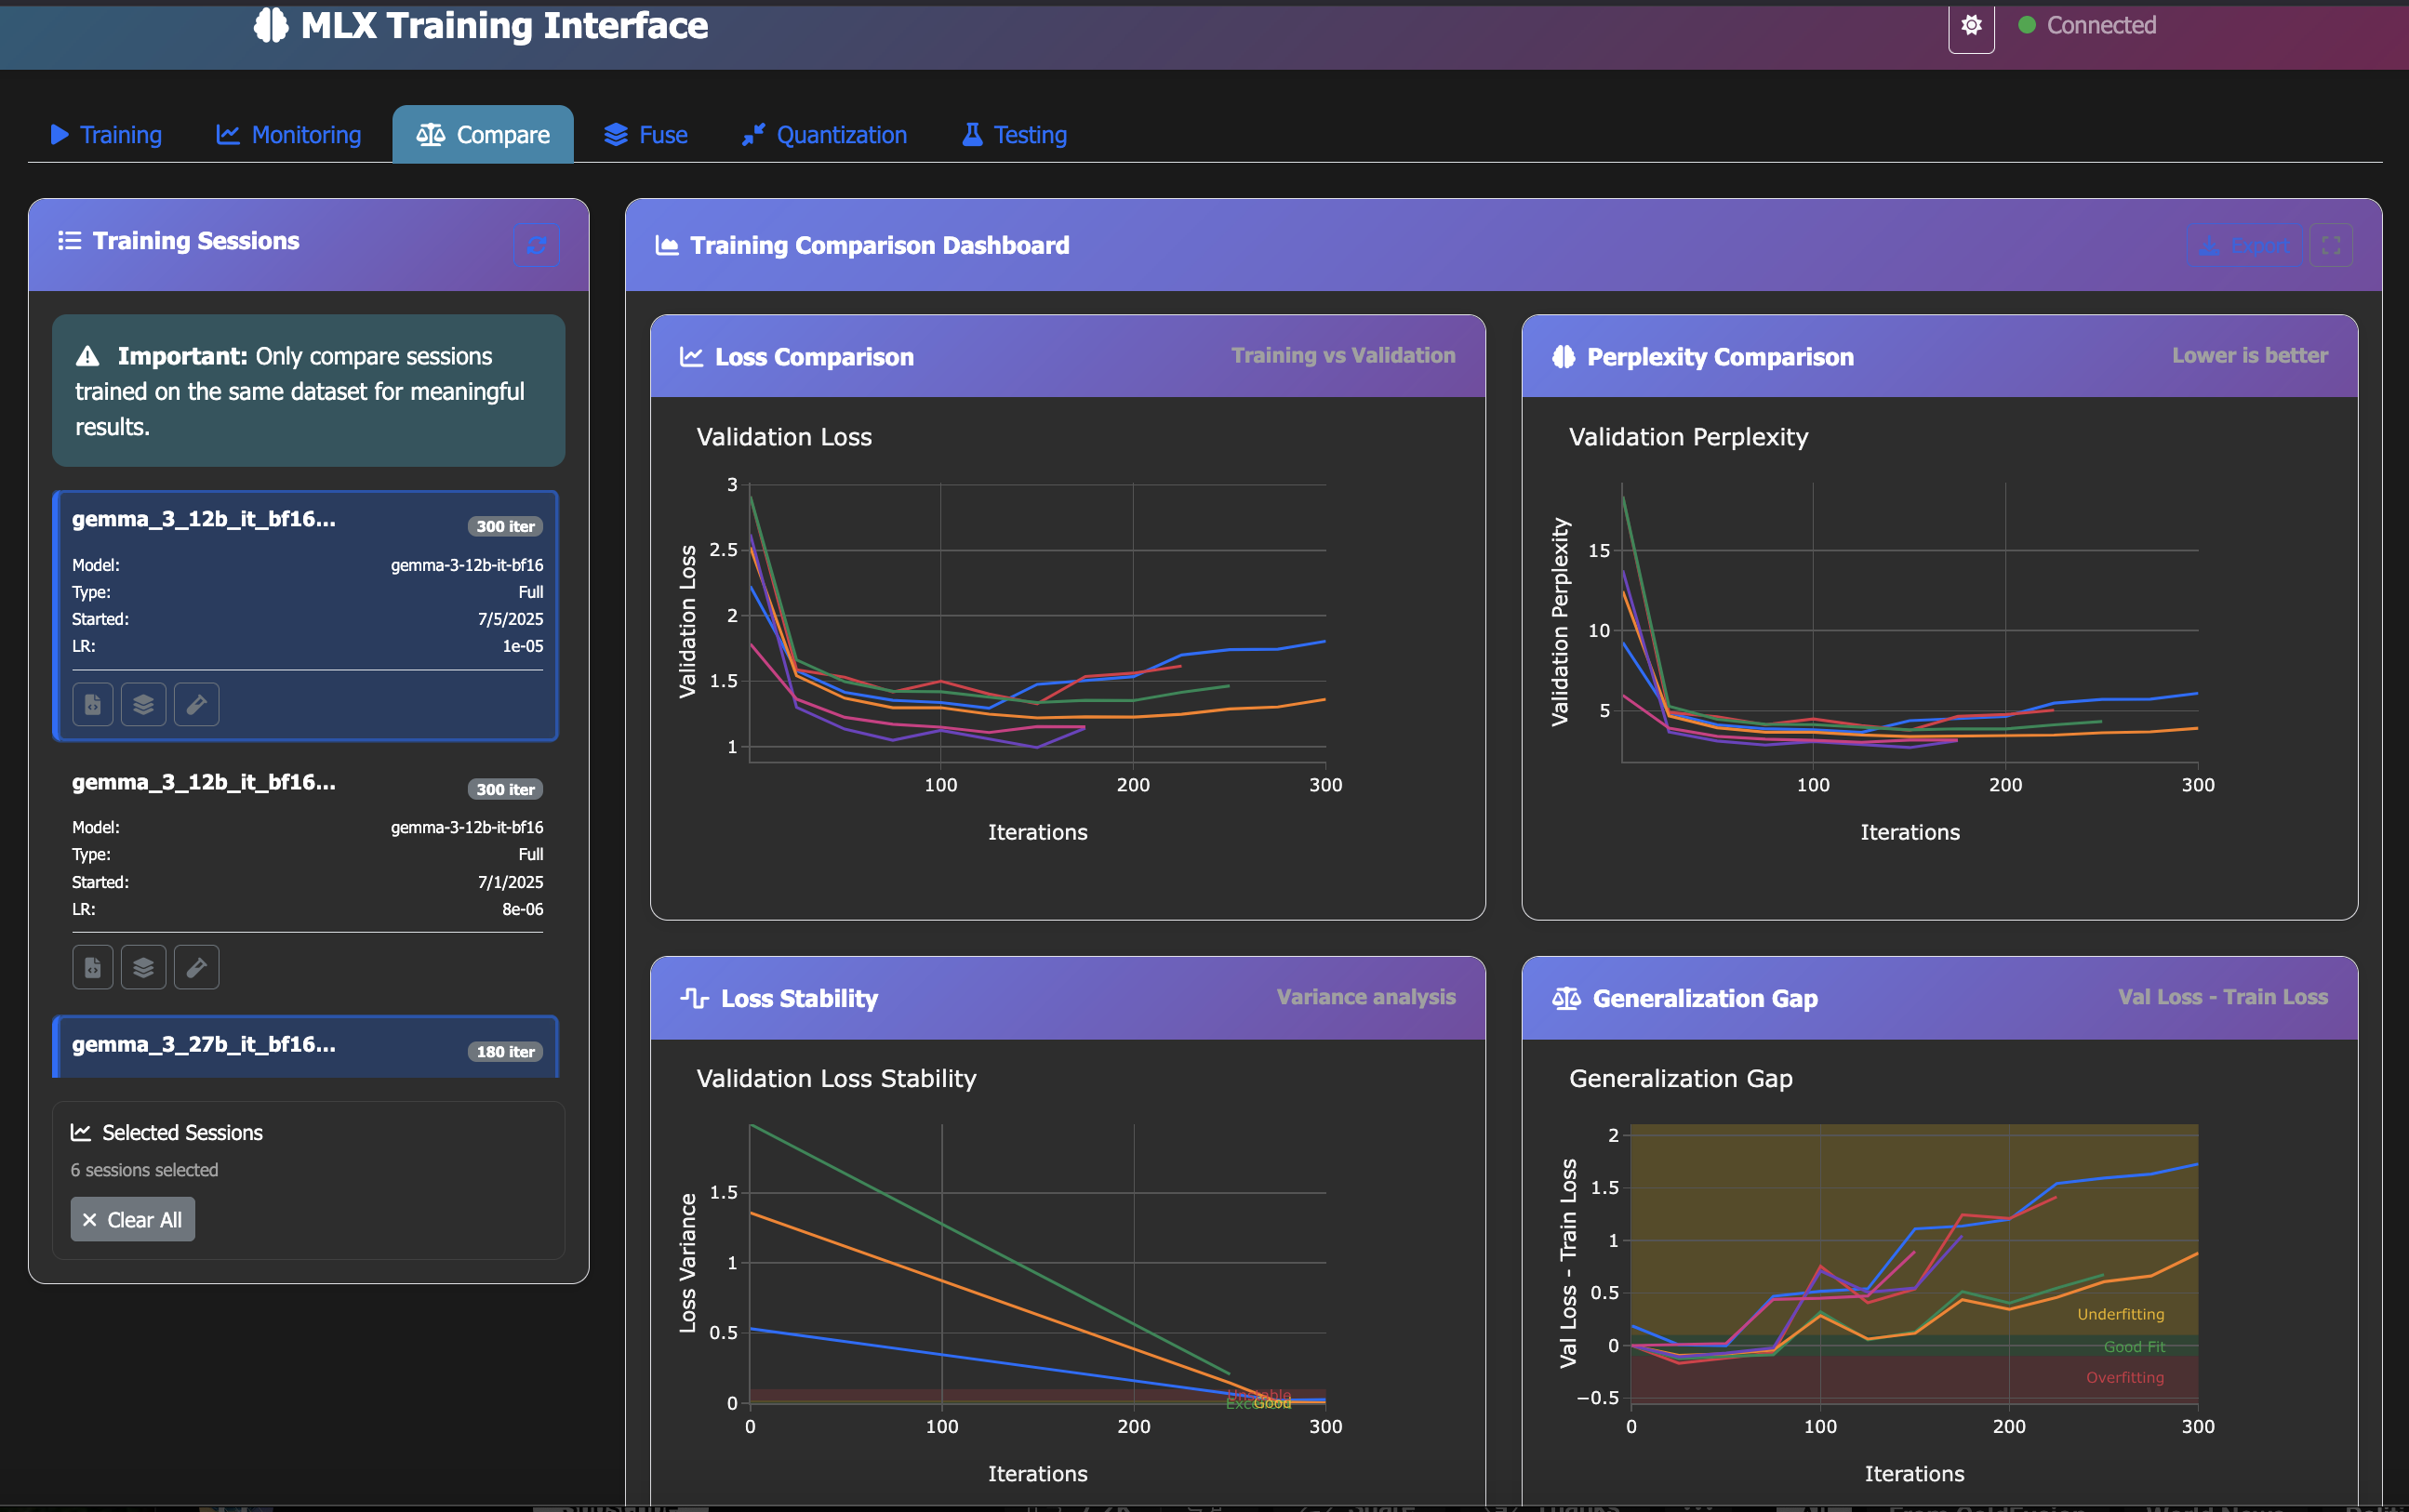 MLX Training Interface
Connected
Training
Monitoring
Compare
Fuse
Quantization
Testing
Training Sessions
Important: Only compare sessions
trained on the same dataset for meaningful
results.
gemma_3_12b_it_bf16...
300 iter
Model: gemma-3-12b-it-bf16
Type: Full
Started: 7/5/2025
LR: 1e-05
gemma_3_12b_it_bf16...
300 iter
Model: gemma-3-12b-it-bf16
Type: Full
Started: 7/1/2025
LR: 8e-06
gemma_3_27b_it_bf16...
180 iter
Selected Sessions
6 sessions selected
Clear All
Training Comparison Dashboard
Export
Loss Comparison
Training vs Validation
Validation Loss
Validation Loss
3
2.5
2
1.5
1
100
200
300
Iterations
Perplexity Comparison
Lower is better
Validation Perplexity
Validation Perplexity
15
10
5
100
200
300
Iterations
Loss Stability
Variance analysis
Validation Loss Stability
Loss Variance
1.5
1
0.5
0
Unstable
Excellent
Good
0
100
200
300
Iterations
Generalization Gap
Val Loss - Train Loss
Generalization Gap
Val Loss - Train Loss
2
1.5
1
0.5
0
−0.5
Underfitting
Good Fit
Overfitting
0
100
200
300
Iterations